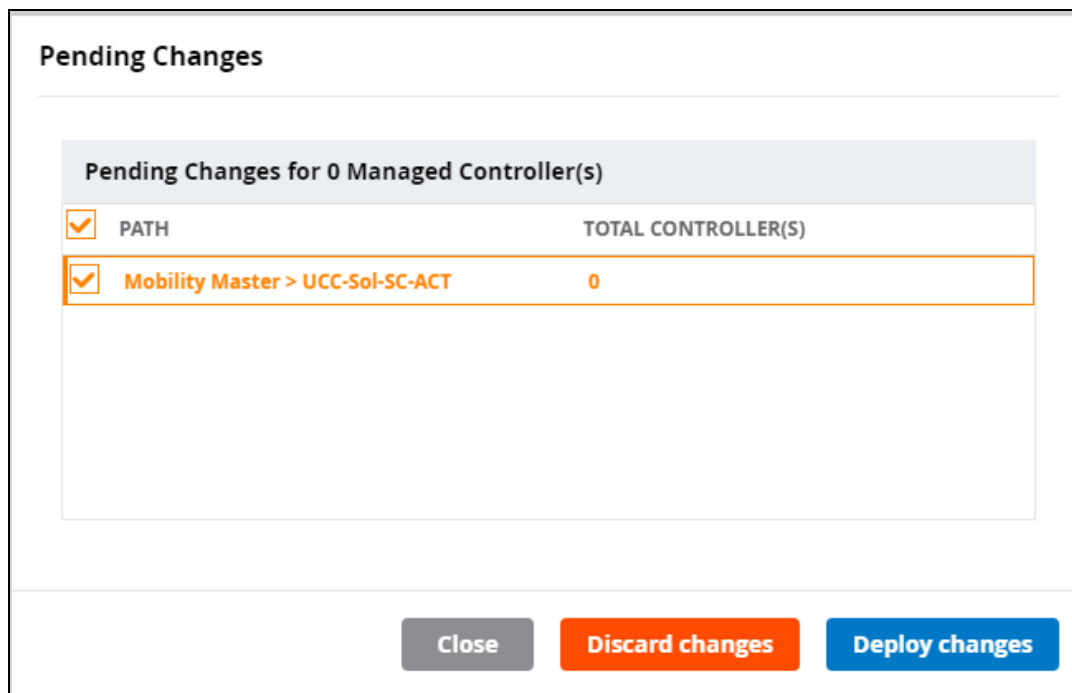 Pending Changes
Pending Changes for 0 Managed Controller(s)
PATH TOTAL CONTROLLER(S)
Mobility Master > UCC-Sol-SC-ACT 0
Close Discard changes Deploy changes